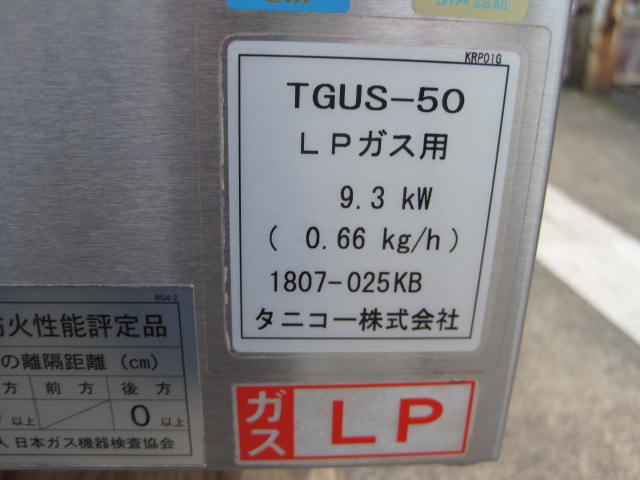 KRP01G
TGUS-50
LPガス用
9.3 kW
( 0.66 kg/h )
1807-025KB
タニコー株式会社
ガス LP
R04-2
火性能評定品
の離隔距離 (cm)
方 前方 後方
以上 0 以上
人 日本ガス機器検査協会